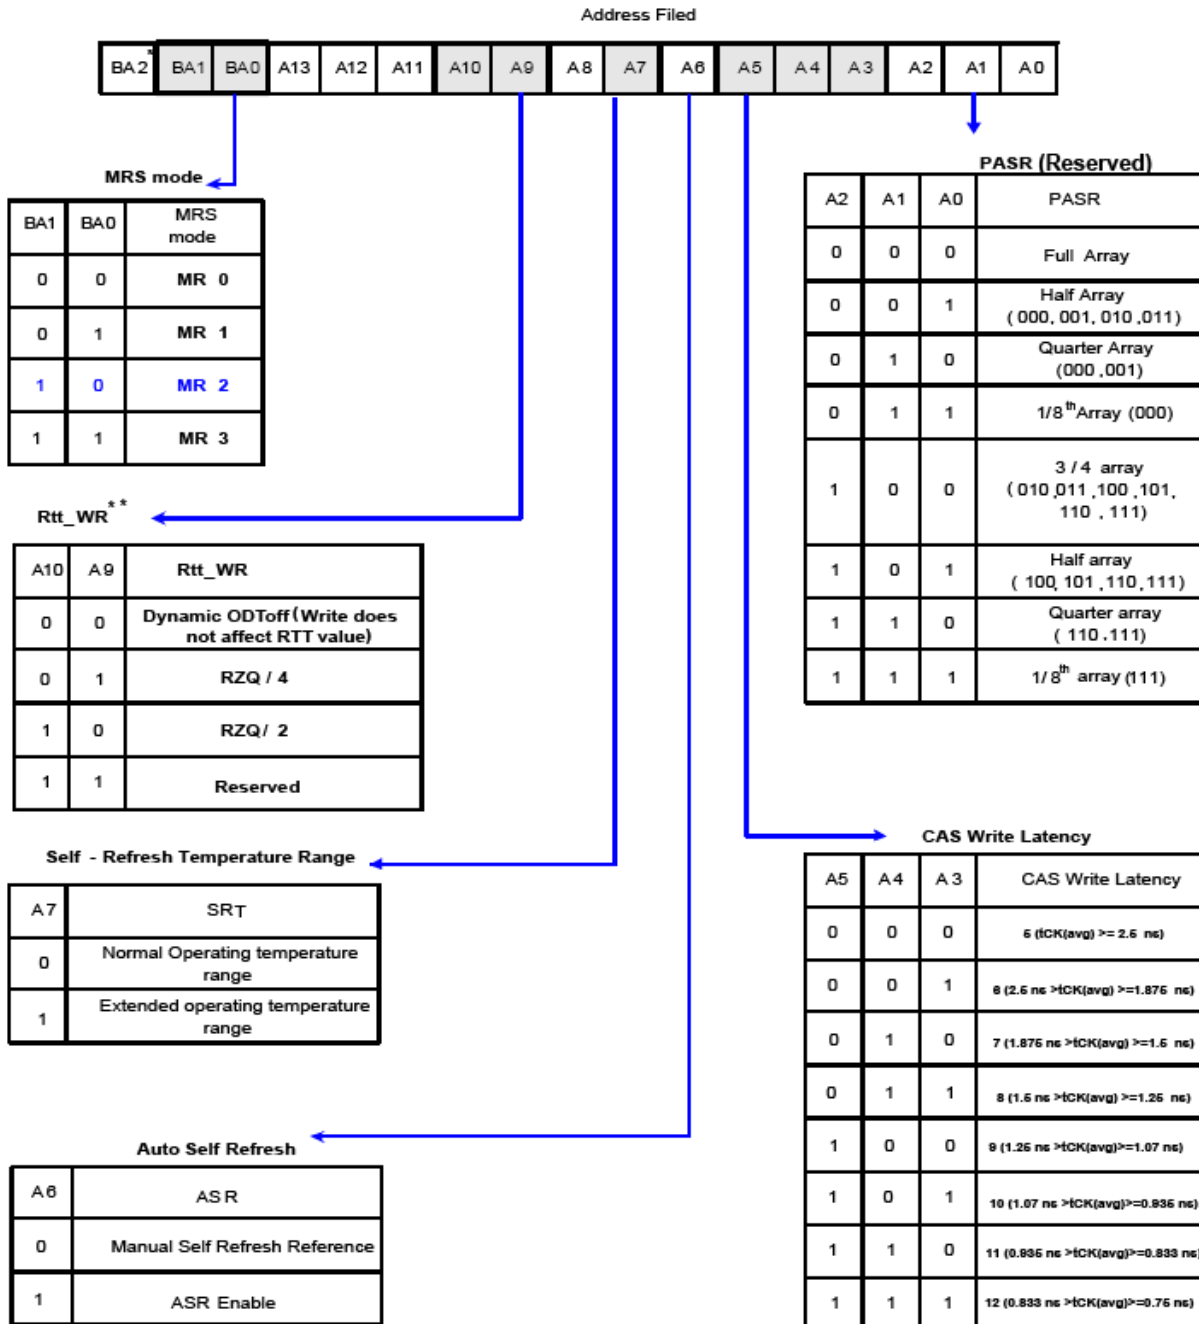 Address Filed
BA2* BA1 BA0 A13 A12 A11 A10 A9 A8 A7 A6 A5 A4 A3 A2 A1 A0
MRS mode
BA1 BA0 MRS mode
0 0 MR 0
0 1 MR 1
1 0 MR 2
1 1 MR 3
Rtt_WR**
A10 A9 Rtt_WR
0 0 Dynamic ODToff (Write does
not affect RTT value)
0 1 RZQ / 4
1 0 RZQ/ 2
1 1 Reserved
Self - Refresh Temperature Range
A7 SRT
0 Normal Operating temperature
range
1 Extended operating temperature
range
Auto Self Refresh
A6 ASR
0 Manual Self Refresh Reference
1 ASR Enable
PASR (Reserved)
A2 A1 A0 PASR
0 0 0 Full Array
0 0 1 Half Array
(000, 001, 010 ,011)
0 1 0 Quarter Array
(000 ,001)
0 1 1 1/8th Array (000)
1 0 0 3 / 4 array
(010,011 ,100 ,101,
110 , 111)
1 0 1 Half array
( 100, 101 ,110, 111)
1 1 0 Quarter array
( 110 .111)
1 1 1 1/8th array (111)
CAS Write Latency
A5 A4 A3 CAS Write Latency
0 0 0 5 (tCK(avg) >= 2.5 ns)
0 0 1 6 (2.5 ns >tCK(avg) >=1.875 ns)
0 1 0 7 (1.875 ns >tCK(avg) >=1.5 ns)
0 1 1 8 (1.5 ns >tCK(avg) >=1.25 ns)
1 0 0 9 (1.25 ns >tCK(avg)>=1.07 ns)
1 0 1 10 (1.07 ns >tCK(avg)>=0.935 ns)
1 1 0 11 (0.935 ns >tCK(avg)>=0.833 ns)
1 1 1 12 (0.833 ns >tCK(avg)>=0.75 ns)